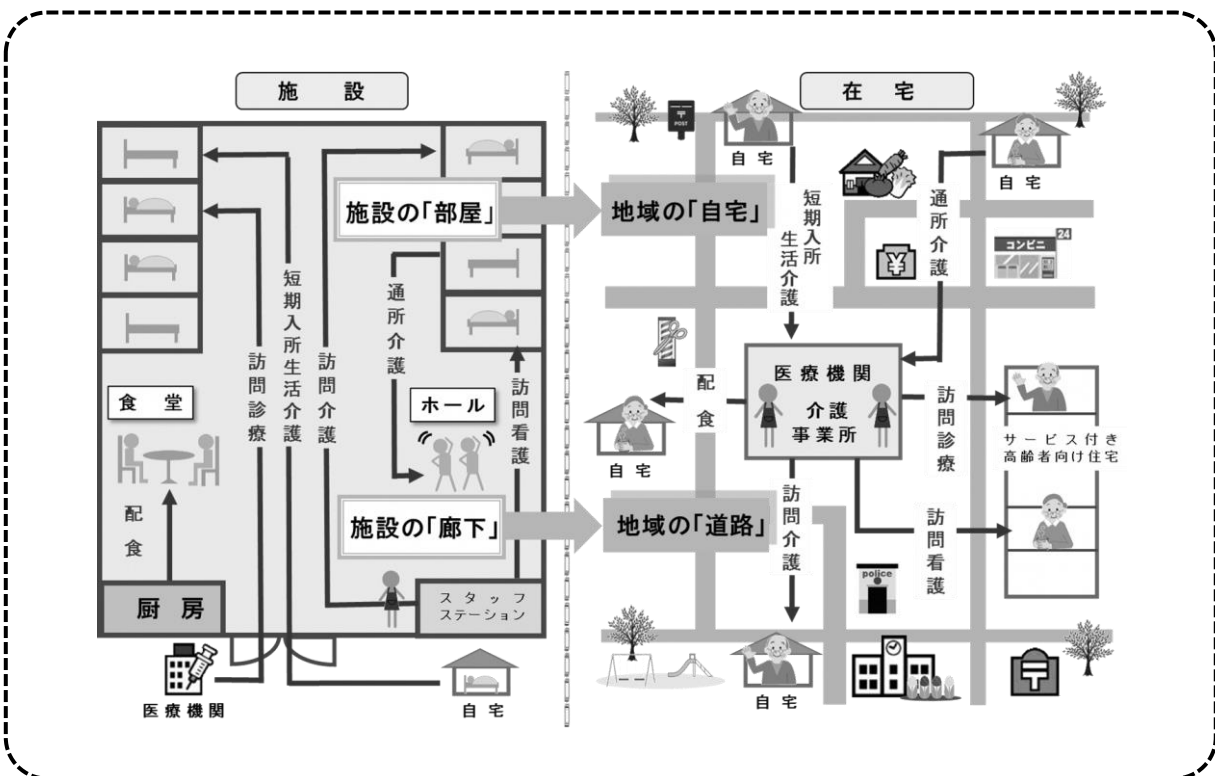 施設
在宅
施設の「部屋」
地域の「自宅」
施設の「廊下」
地域の「道路」
訪問診療
短期入所生活介護
訪問介護
通所介護
訪問看護
食堂
ホール
配食
厨房
スタッフ
ステーション
医療機関
自宅
POST
自宅
自宅
短期入所
生活介護
通所介護
¥
コンビニ
24
医療機関
介護
事業所
配食
自宅
訪問診療
サービス付き
高齢者向け住宅
訪問介護
訪問看護
police
自宅